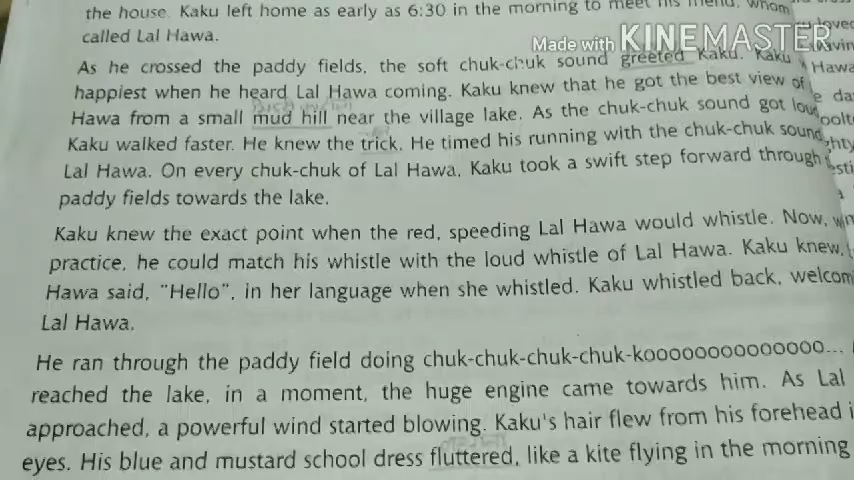 the house. Kaku left home as early as 6:30 in the morning to meet his friend, whom
called Lal Hawa.
Made with KINEMASTER
As he crossed the paddy fields, the soft chuk-chuk sound greeted Kaku. Kaku
happiest when he heard Lal Hawa coming. Kaku knew that he got the best view of
Hawa from a small mud hill near the village lake. As the chuk-chuk sound got
Kaku walked faster. He knew the trick. He timed his running with the chuk-chuk sound
Lal Hawa. On every chuk-chuk of Lal Hawa, Kaku took a swift step forward through
paddy fields towards the lake.
Kaku knew the exact point when the red, speeding Lal Hawa would whistle. Now,
practice, he could match his whistle with the loud whistle of Lal Hawa. Kaku knew,
Hawa said, "Hello", in her language when she whistled. Kaku whistled back, welcom
Lal Hawa.
He ran through the paddy field doing chuk-chuk-chuk-chuk-koooooooooooooo...
reached the lake, in a moment, the huge engine came towards him. As Lal
approached, a powerful wind started blowing. Kaku's hair flew from his forehead
eyes. His blue and mustard school dress fluttered, like a kite flying in the morning